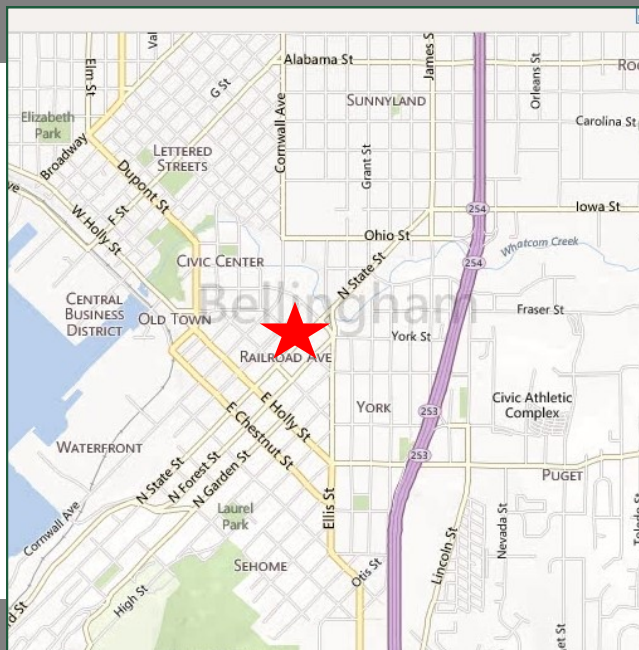 Alabama St
James S
Val
Elm St
G St
SUNNYLAND
Orleans St
Elizabeth
Park
Cornwall Ave
Carolina St
Grant St
Broadway
LETTERED
STREETS
Dupont St
F St
W Holly St
254
Iowa St
Ohio St
Whatcom Creek
CIVIC CENTER
254
N State St
Bellingham
CENTRAL
BUSINESS
DISTRICT
OLD TOWN
Fraser St
York St
RAILROAD AVE
Civic Athletic
Complex
YORK
253
E Holly St
E Chestnut St
WATERFRONT
253
PUGET
N State St
N Forest St
N Garden St
Ellis St
Laurel
Park
Cornwall Ave
Nevada St
Lincoln St
SEHOME
Otis St
High St
rd St